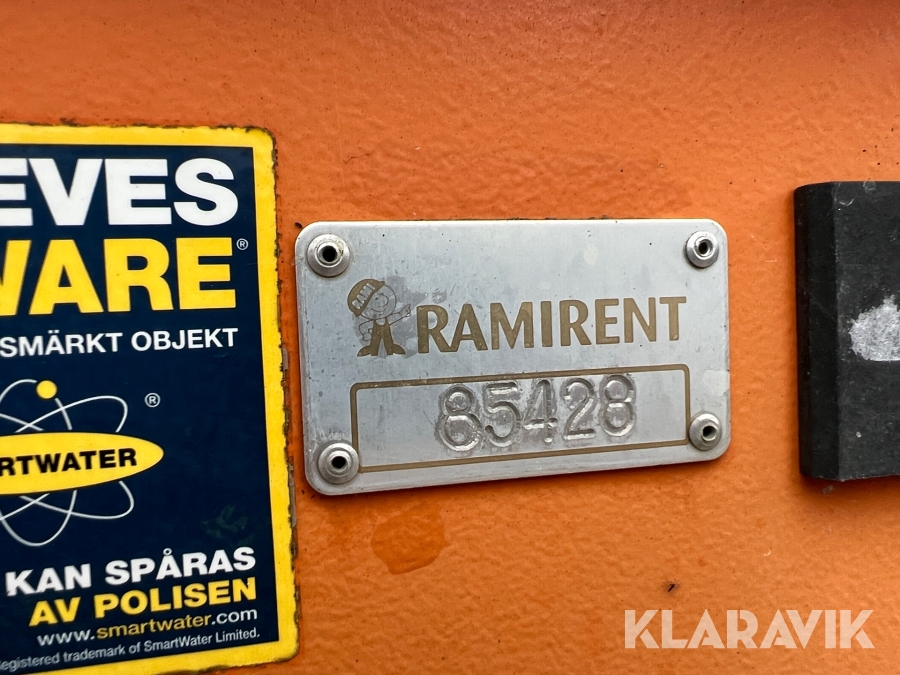 EVES
WARE®
SMÄRKT OBJEKT
®
RTWATER
KAN SPÅRAS
AV POLISEN
www.smartwater.com
egistered trademark of SmartWater Limited.
RAMIRENT
85428
KLARAVIK